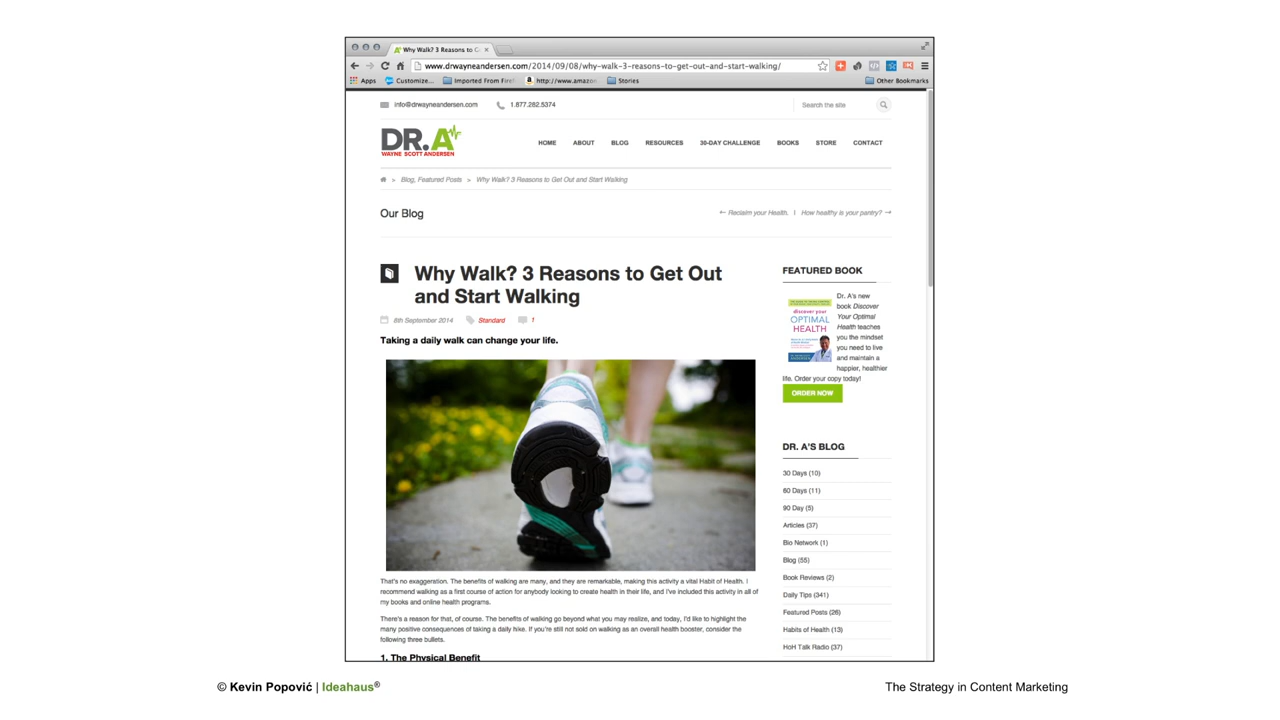 Why Walk? 3 Reasons to G
www.drwayneandersen.com/2014/09/08/why-walk-3-reasons-to-get-out-and-start-walking/
Apps Customize... Imported From Firef http://www.amazo Stories Other Bookmarks
info@drwayneandersen.com 1.877.282.5374 Search the site
DR.A
WAYNE SCOTT ANDERSEN
HOME ABOUT BLOG RESOURCES 30-DAY CHALLENGE BOOKS STORE CONTACT
> Blog, Featured Posts > Why Walk? 3 Reasons to Get Out and Start Walking
Our Blog
← Reclaim your Health. | How healthy is your pantry? →
Why Walk? 3 Reasons to Get Out
and Start Walking
8th September 2014 Standard 1
Taking a daily walk can change your life.
That's no exaggeration. The benefits of walking are many, and they are remarkable, making this activity a vital Habit of Health. I
recommend walking as a first course of action for anybody looking to create health in their life, and I've included this activity in all of
my books and online health programs.
There's a reason for that, of course. The benefits of walking go beyond what you may realize, and today, I'd like to highlight the
many positive consequences of taking a daily hike. If you're still not sold on walking as an overall health booster, consider the
following three bullets.
1. The Physical Benefit
FEATURED BOOK
discover your
OPTIMAL
HEALTH
Dr. A's new
book Discover
Your Optimal
Health teaches
you the mindset
you need to live
and maintain a
happier, healthier
life. Order your copy today!
ORDER NOW
DR. A'S BLOG
30 Days (10)
60 Days (11)
90 Day (5)
Articles (37)
Bio Network (1)
Blog (55)
Book Reviews (2)
Daily Tips (341)
Featured Posts (26)
Habits of Health (13)
HoH Talk Radio (37)
© Kevin Popović | Ideahaus®
The Strategy in Content Marketing